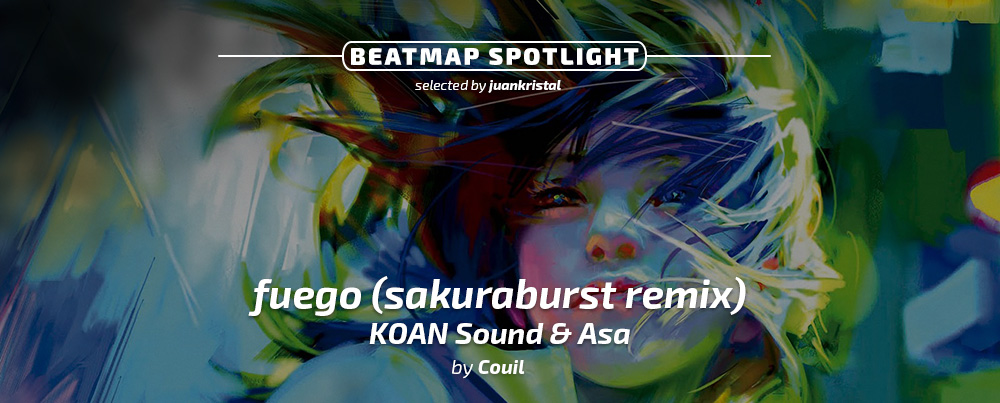 BEATMAP SPOTLIGHT
selected by juankristal
fuego (sakuraburst remix)
KOAN Sound & Asa
by Couil